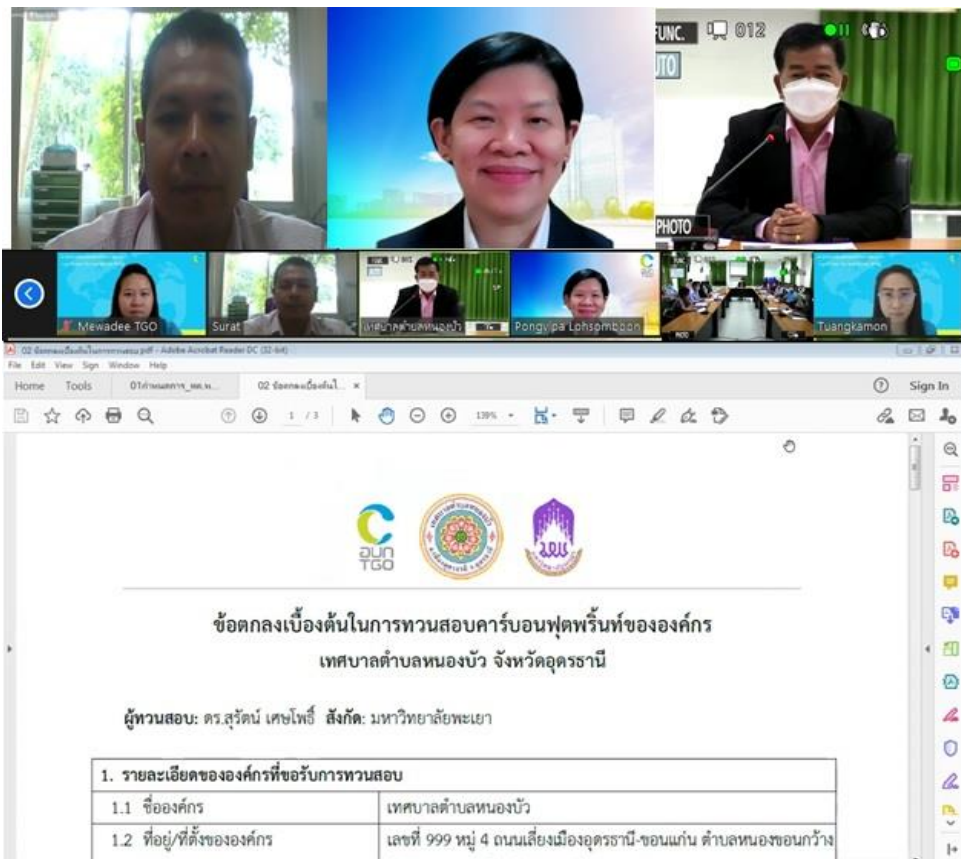 FUNC.
012
UTO
PHOTO
Mewadee TGO
Surat
เทศบาลตำบลหนองบัว
Pongvipa Lohsomboon
PHOTO
Tuangkamon
02 ข้อตกลงเบื้องต้นในการทวนสอบ.pdf - Adobe Acrobat Reader DC (32-bit)
File Edit View Sign Window Help
Home Tools 02 ข้อตกลงเบื้องต้นใ... × Sign In
1 / 3 139%
อบก
TGO
ข้อตกลงเบื้องต้นในการทวนสอบคาร์บอนฟุตพริ้นท์ขององค์กร
เทศบาลตำบลหนองบัว จังหวัดอุดรธานี
ผู้ทวนสอบ: ดร.สุรัตน์ เศษโพธิ์ สังกัด: มหาวิทยาลัยพะเยา
1. รายละเอียดขององค์กรที่ขอรับการทวนสอบ
1.1 ชื่อองค์กร เทศบาลตำบลหนองบัว
1.2 ที่อยู่/ที่ตั้งขององค์กร เลขที่ 999 หมู่ 4 ถนนเลี่ยงเมืองอุดรธานี-ขอนแก่น ตำบลหนองขอนกว้าง